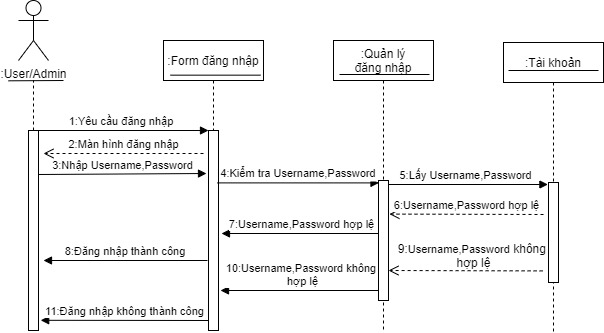 :User/Admin
:Form đăng nhập
:Quản lý
đăng nhập
:Tài khoản
1:Yêu cầu đăng nhập
2:Màn hình đăng nhập
3:Nhập Username,Password
4:Kiểm tra Username,Password
5:Lấy Username,Password
6:Username,Password hợp lệ
7:Username,Password hợp lệ
8:Đăng nhập thành công
9:Username,Password không
hợp lệ
10:Username,Password không
hợp lệ
11:Đăng nhập không thành công